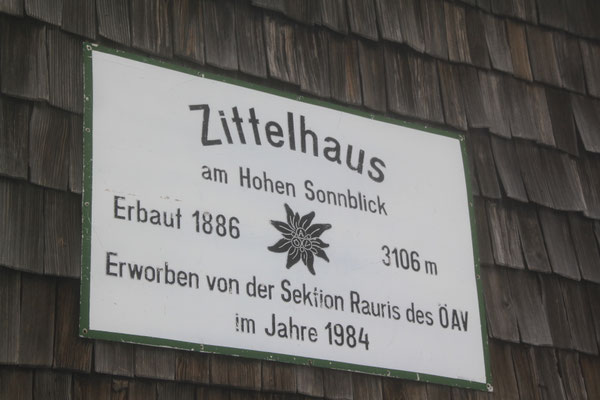 Zittelhaus
am Hohen Sonnblick
Erbaut 1886 3106 m
Erworben von der Sektion Rauris des ÖAV
im Jahre 1984